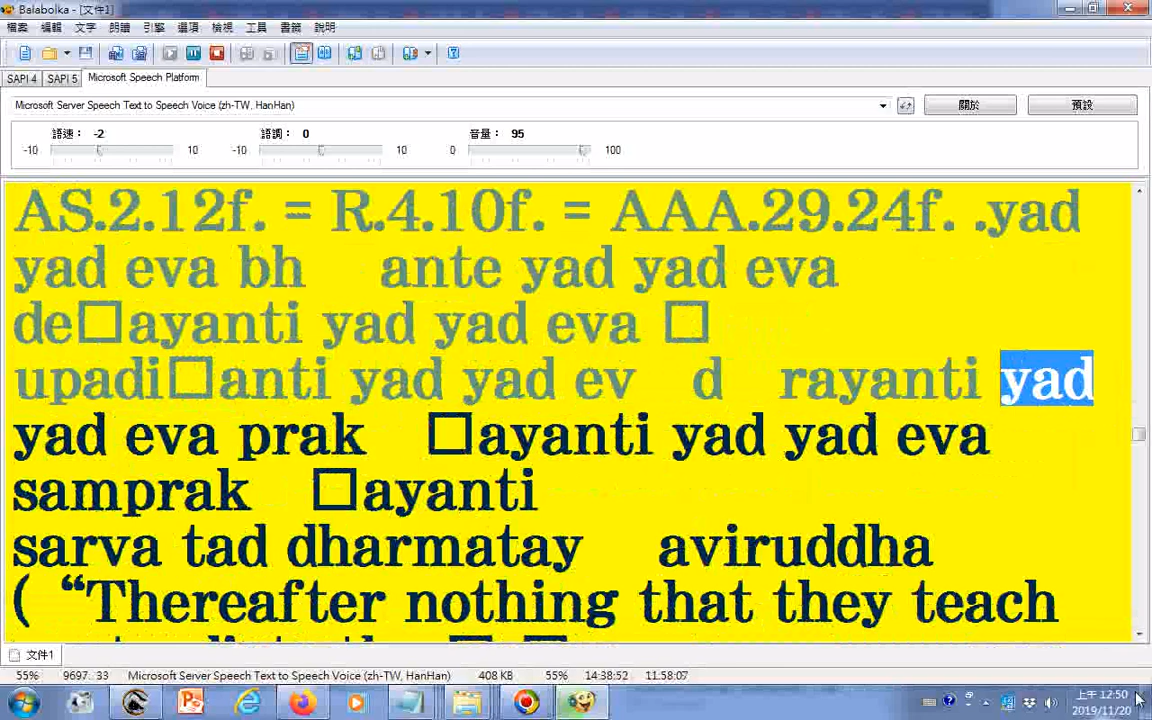 Balabolka - [文件1]
檔案 編輯 文字 朗讀 引擎 選項 檢視 工具 書籤 說明
SAPI 4 SAPI 5 Microsoft Speech Platform
Microsoft Server Speech Text to Speech Voice (zh-TW, HanHan) 關於 預設
語速： -2 語調： 0 音量： 95
-10 10 -10 10 0 100
AS.2.12f. = R.4.10f. = AAA.29.24f. .yad
yad eva bh ante yad yad eva
de□ayanti yad yad eva □
upadi□anti yad yad ev d rayanti yad
yad eva prak □ayanti yad yad eva
samprak □ayanti
sarva tad dharmatay aviruddha
( “Thereafter nothing that they teach
文件1
55% 9697: 33 Microsoft Server Speech Text to Speech Voice (zh-TW, HanHan) 408 KB 55% 14:38:52 11:58:07
上午 12:50
2019/11/20